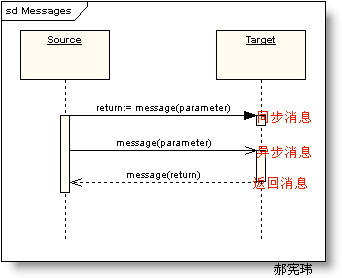 sd Messages
Source
Target
return:= message(parameter)
同步消息
message(parameter)
异步消息
message(return)
返回消息
郝宪玮